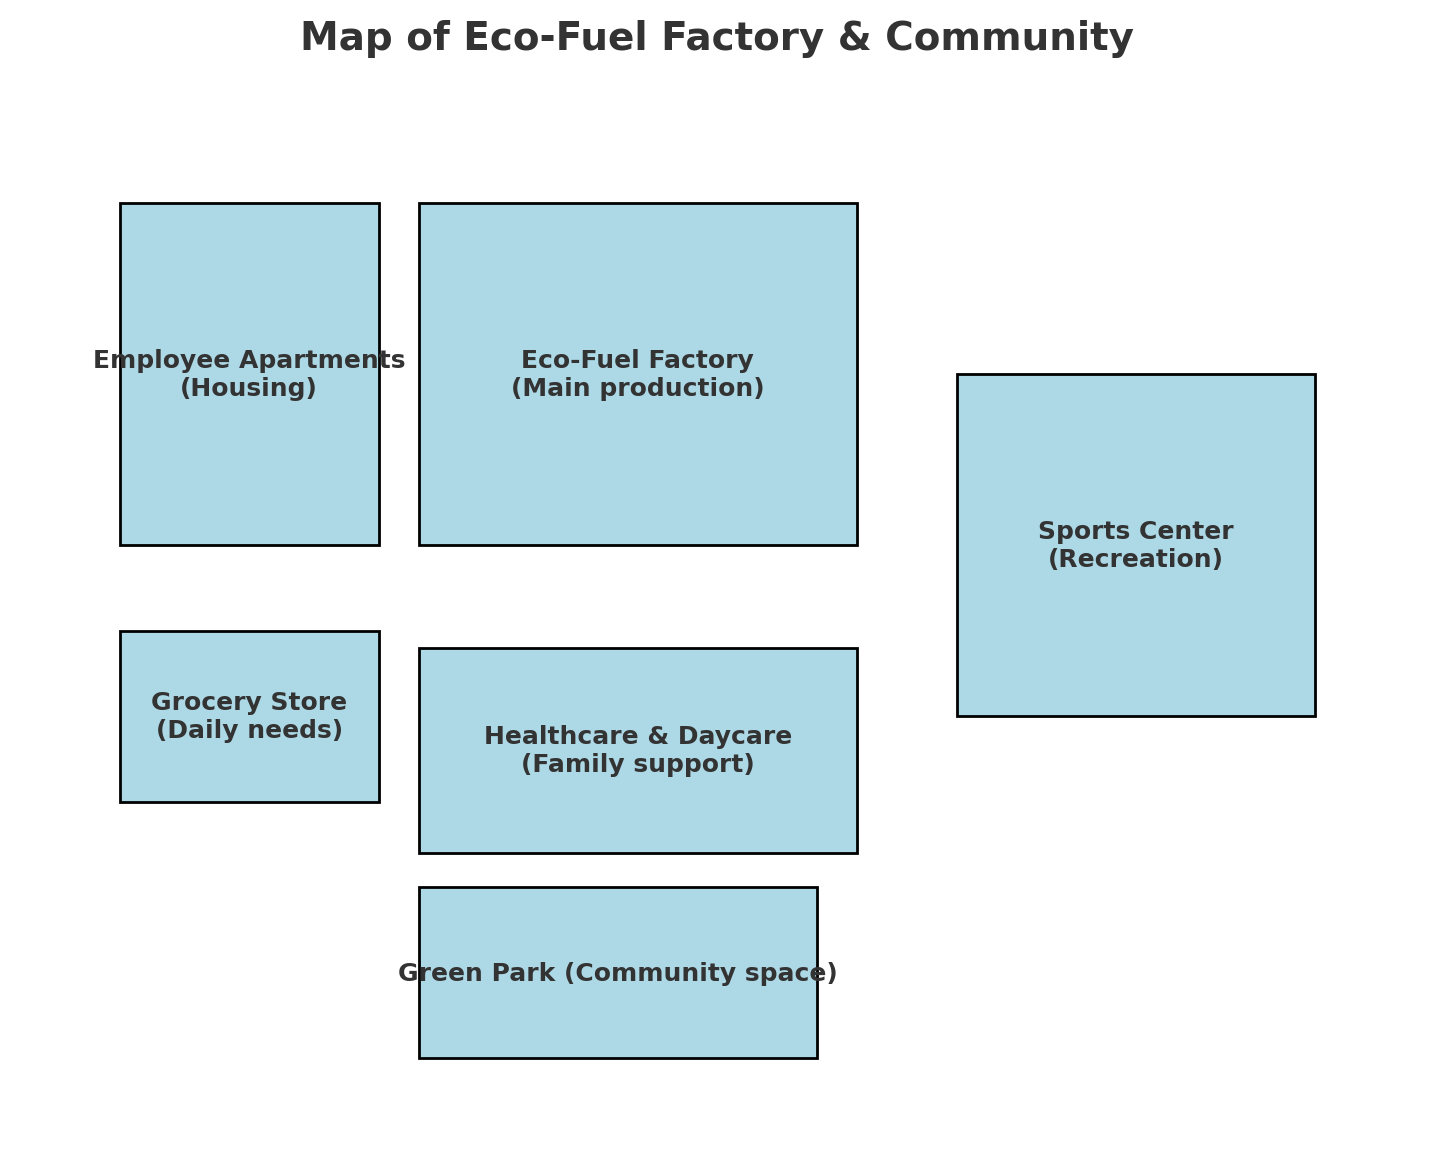 Map of Eco-Fuel Factory & Community
Employee Apartments
(Housing)
Eco-Fuel Factory
(Main production)
Sports Center
(Recreation)
Grocery Store
(Daily needs)
Healthcare & Daycare
(Family support)
Green Park (Community space)